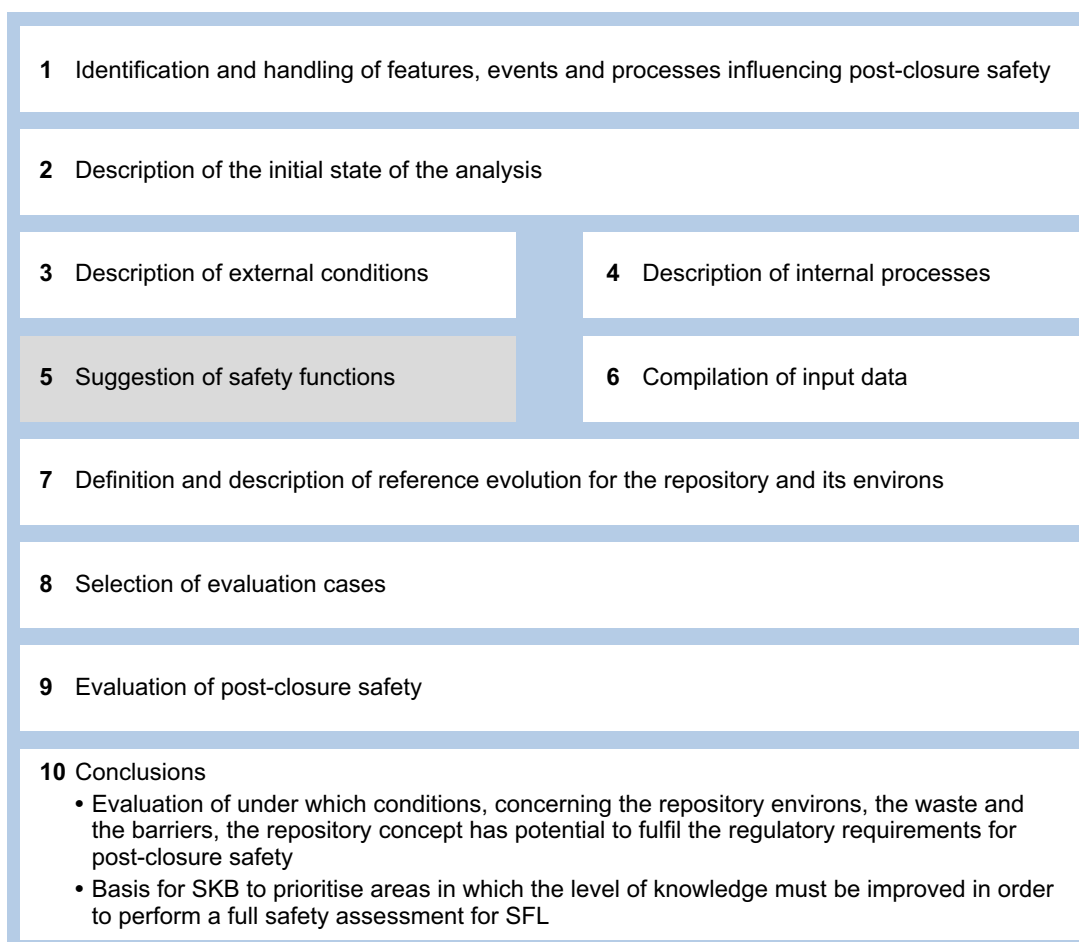 1 Identification and handling of features, events and processes influencing post-closure safety
2 Description of the initial state of the analysis
3 Description of external conditions
4 Description of internal processes
5 Suggestion of safety functions
6 Compilation of input data
7 Definition and description of reference evolution for the repository and its environs
8 Selection of evaluation cases
9 Evaluation of post-closure safety
10 Conclusions
• Evaluation of under which conditions, concerning the repository environs, the waste and
the barriers, the repository concept has potential to fulfil the regulatory requirements for
post-closure safety
• Basis for SKB to prioritise areas in which the level of knowledge must be improved in order
to perform a full safety assessment for SFL